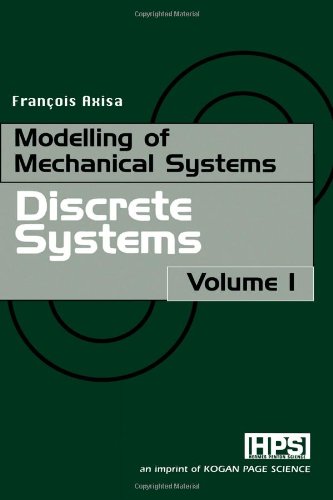 François Axisa
Modelling of
Mechanical Systems
Discrete
Systems
Volume I
HPS
HERMES PENTON SCIENCE
an imprint of KOGAN PAGE SCIENCE